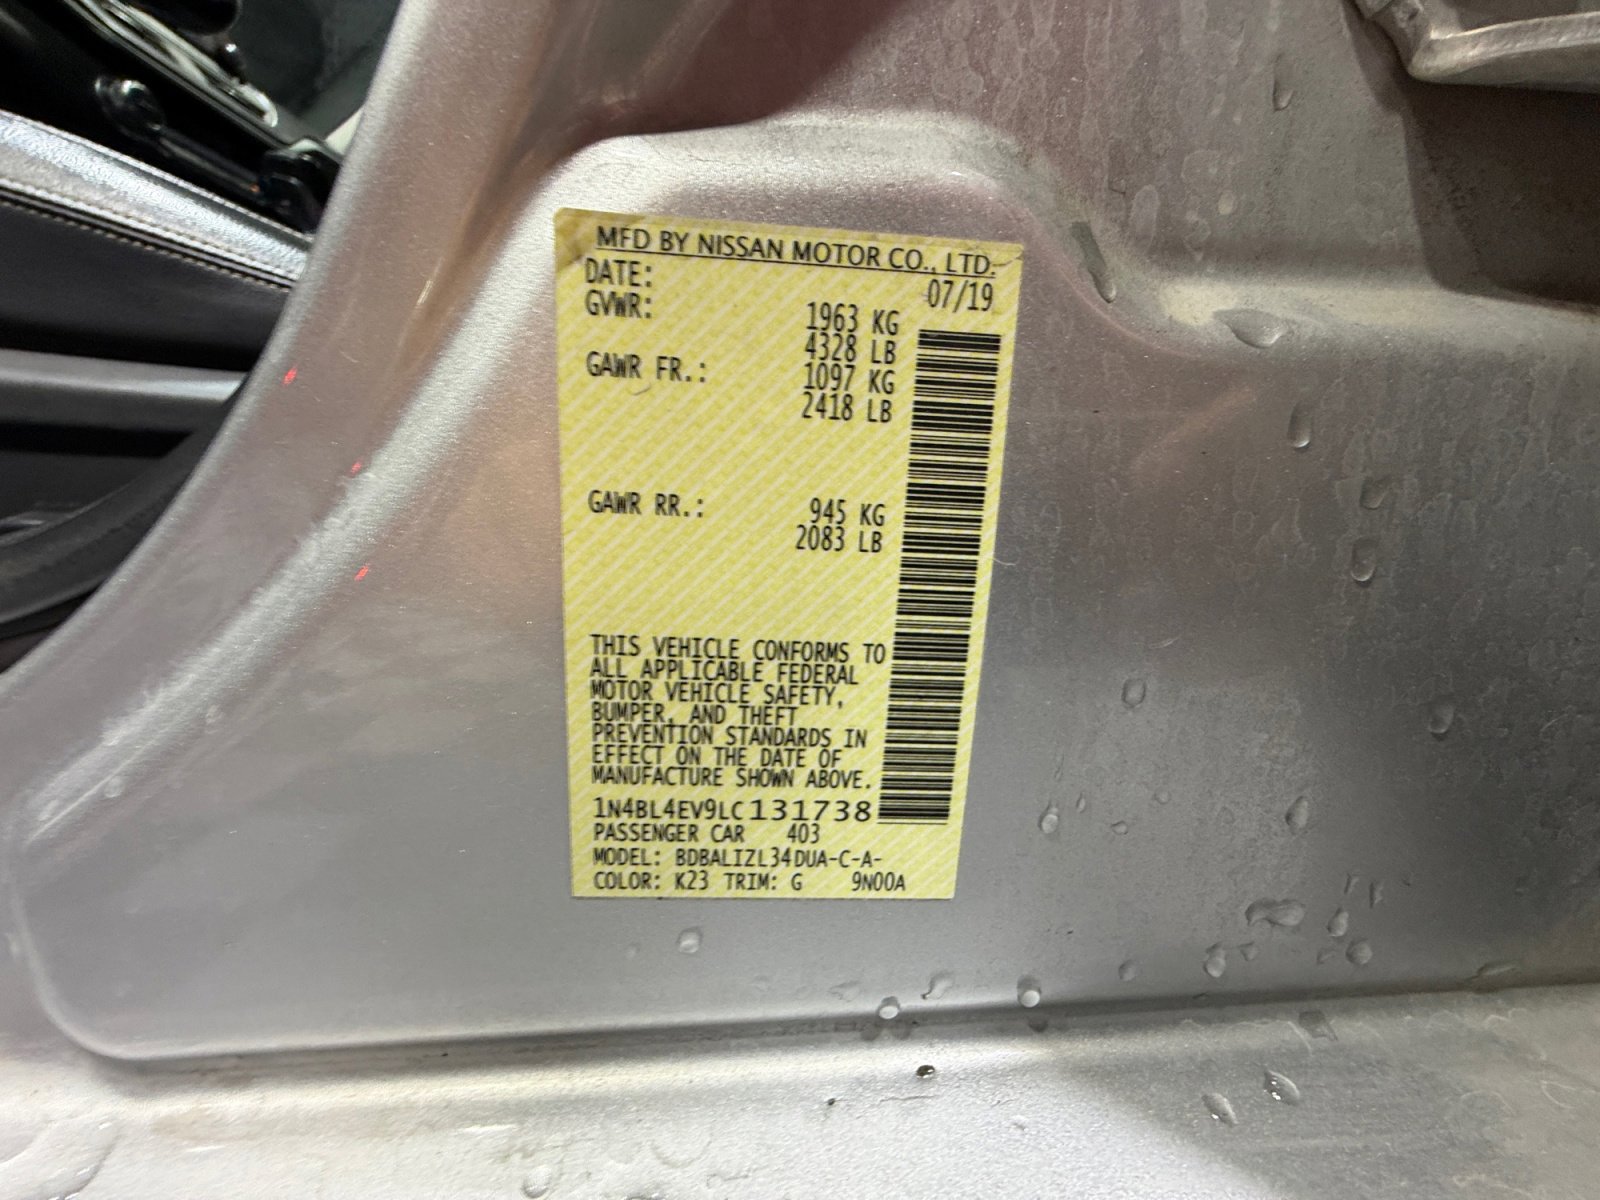 MFD BY NISSAN MOTOR CO., LTD.
DATE: 07/19
GVWR: 1963 KG
4328 LB
GAWR FR.: 1097 KG
2418 LB
GAWR RR.: 945 KG
2083 LB
THIS VEHICLE CONFORMS TO
ALL APPLICABLE FEDERAL
MOTOR VEHICLE SAFETY,
BUMPER, AND THEFT
PREVENTION STANDARDS IN
EFFECT ON THE DATE OF
MANUFACTURE SHOWN ABOVE.
1N4BL4EV9LC131738
PASSENGER CAR 403
MODEL: BDBALIZL34DUA-C-A-
COLOR: K23 TRIM: G 9N00A